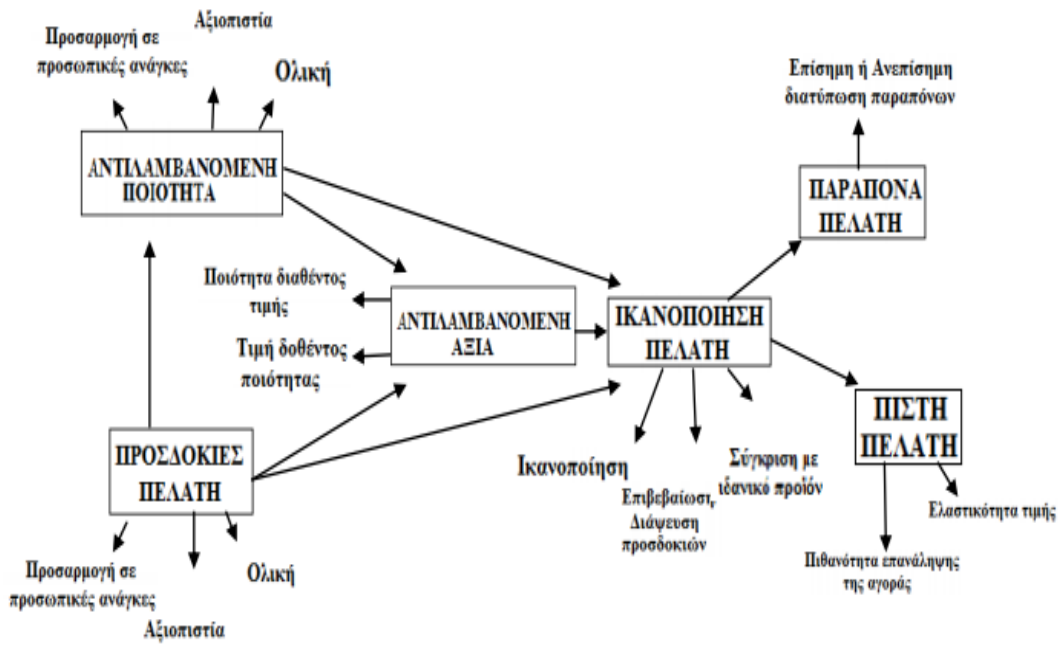 Αξιοπιστία
Προσαρμογή σε
προσωπικές ανάγκες
Ολική
ΑΝΤΙΛΑΜΒΑΝΟΜΕΝΗ
ΠΟΙΟΤΗΤΑ
Επίσημη ή Ανεπίσημη
διατύπωση παραπόνων
ΠΑΡΑΠΟΝΑ
ΠΕΛΑΤΗ
Ποιότητα διαθέντος
τιμής
Τιμή δοθέντος
ποιότητας
ΑΝΤΙΛΑΜΒΑΝΟΜΕΝΗ
ΑΞΙΑ
ΙΚΑΝΟΠΟΙΗΣΗ
ΠΕΛΑΤΗ
ΠΙΣΤΗ
ΠΕΛΑΤΗ
ΠΡΟΣΔΟΚΙΕΣ
ΠΕΛΑΤΗ
Ικανοποίηση
Επιβεβαίωση,
Διάψευση
προσδοκιών
Σύγκριση με
ιδανικό προϊόν
Ελαστικότητα τιμής
Πιθανότητα επανάληψης
της αγοράς
Προσαρμογή σε
προσωπικές ανάγκες
Αξιοπιστία
Ολική